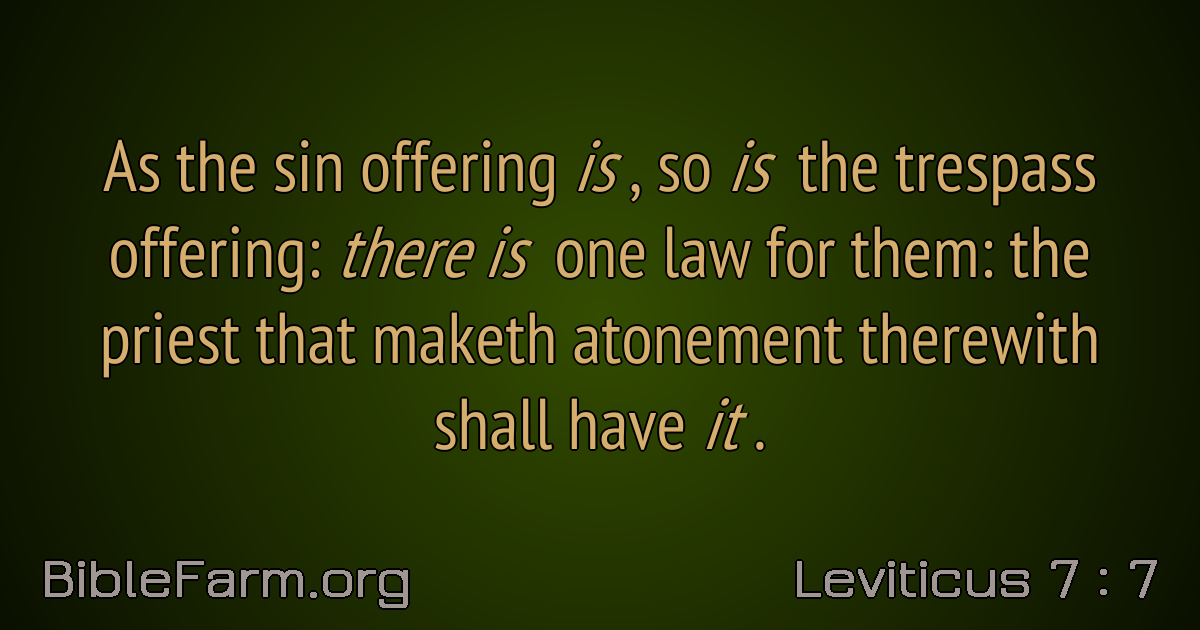 As the sin offering is , so is the trespass
offering: there is one law for them: the
priest that maketh atonement therewith
shall have it .
BibleFarm.org
Leviticus 7 : 7